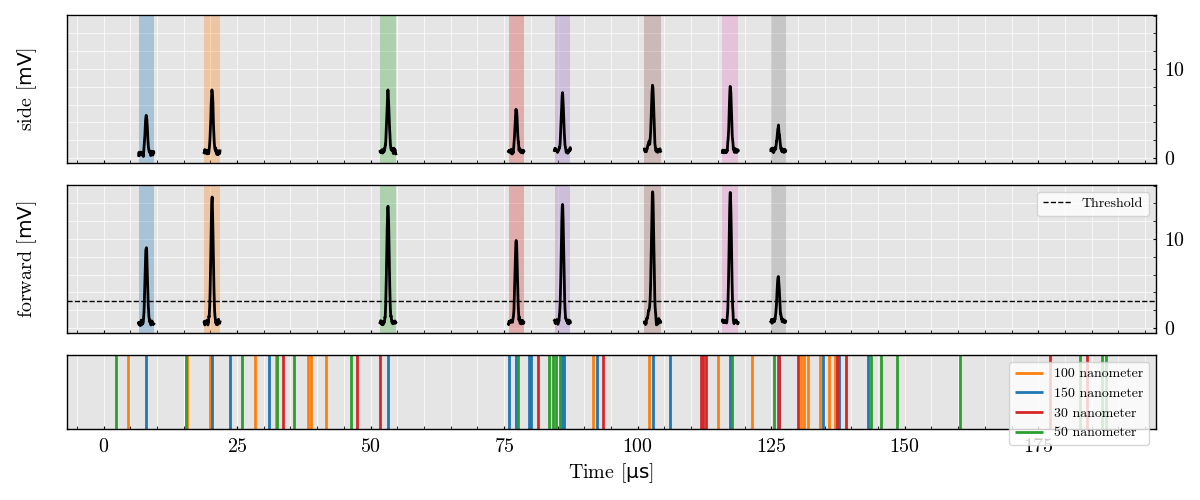 side [mV]
10
0
forward [mV]
Threshold
10
0
100 nanometer
150 nanometer
30 nanometer
50 nanometer
0 25 50 75 100 125 150 175
Time [µs]